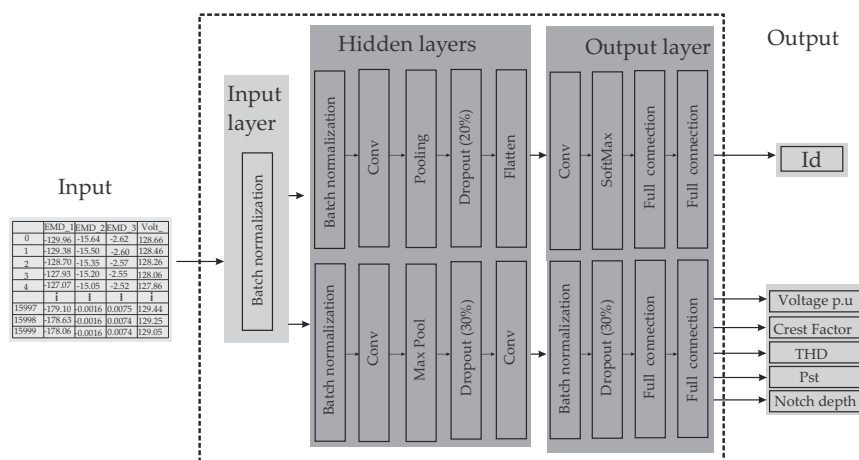 Hidden layers
Output layer
Output
Input
layer
Batch normalization
Batch normalization
Conv
Pooling
Dropout (20%)
Flatten
Conv
SoftMax
Full connection
Full connection
Id
Input
EMD_1 EMD_2 EMD_3 Volt_
0 -129.96 -15.64 -2.62 128.66
1 -129.38 -15.50 -2.60 128.46
2 -128.70 -15.35 -2.57 128.26
3 -127.93 -15.20 -2.55 128.06
4 -127.07 -15.05 -2.52 127.86
15997 -179.10 -0.0016 0.0075 129.44
15998 -178.63 -0.0016 0.0074 129.25
15999 -178.06 -0.0016 0.0074 129.05
Batch normalization
Conv
Max Pool
Dropout (30%)
Conv
Batch normalization
Dropout (30%)
Full connection
Full connection
Voltage p.u
Crest Factor
THD
Pst
Notch depth